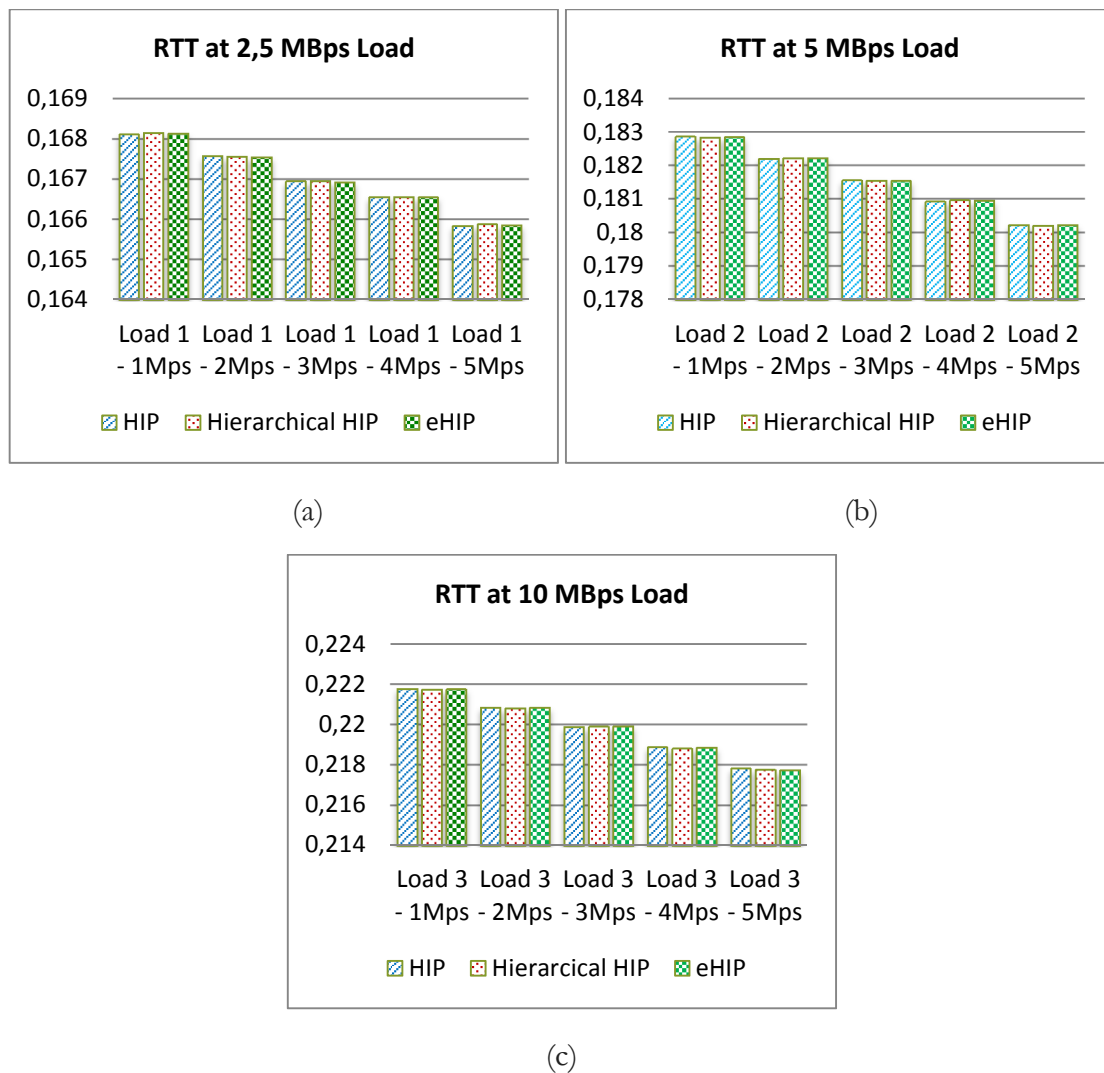 RTT at 2,5 MBps Load
0,169
0,168
0,167
0,166
0,165
0,164
Load 1 Load 1 Load 1 Load 1 Load 1
- 1Mps - 2Mps - 3Mps - 4Mps - 5Mps
HIP Hierarchical HIP eHIP
(a)
RTT at 5 MBps Load
0,184
0,183
0,182
0,181
0,18
0,179
0,178
Load 2 Load 2 Load 2 Load 2 Load 2
- 1Mps - 2Mps - 3Mps - 4Mps - 5Mps
HIP Hierarchical HIP eHIP
(b)
RTT at 10 MBps Load
0,224
0,222
0,22
0,218
0,216
0,214
Load 3 Load 3 Load 3 Load 3 Load 3
- 1Mps - 2Mps - 3Mps - 4Mps - 5Mps
HIP Hierarcical HIP eHIP
(c)